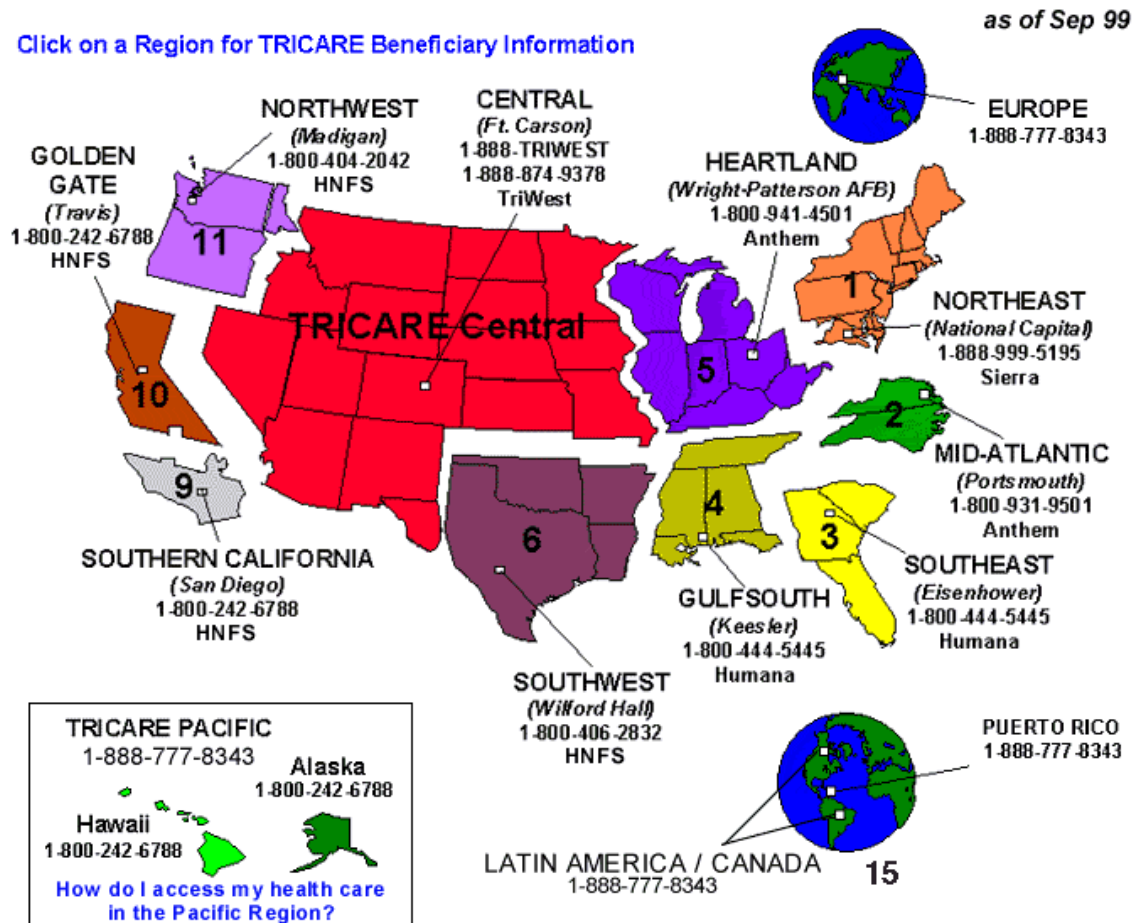 as of Sep 99
Click on a Region for TRICARE Beneficiary Information
EUROPE
1-888-777-8343
NORTHWEST
(Madigan)
1-800-404-2042
HNFS
CENTRAL
(Ft. Carson)
1-888-TRIWEST
1-888-874-9378
TriWest
HEARTLAND
(Wright-Patterson AFB)
1-800-941-4501
Anthem
GOLDEN
GATE
(Travis)
1-800-242-6788
HNFS
11
TRICARE Central
5
1
NORTHEAST
(National Capital)
1-888-999-5195
Sierra
10
2
MID-ATLANTIC
(Portsmouth)
1-800-931-9501
Anthem
9
SOUTHERN CALIFORNIA
(San Diego)
1-800-242-6788
HNFS
6
4
3
SOUTHEAST
(Eisenhower)
1-800-444-5445
Humana
GULFSOUTH
(Keesler)
1-800-444-5445
Humana
SOUTHWEST
(Wilford Hall)
1-800-406-2832
HNFS
TRICARE PACIFIC
1-888-777-8343
Alaska
1-800-242-6788
Hawaii
1-800-242-6788
How do I access my health care
in the Pacific Region?
PUERTO RICO
1-888-777-8343
LATIN AMERICA / CANADA
1-888-777-8343
15